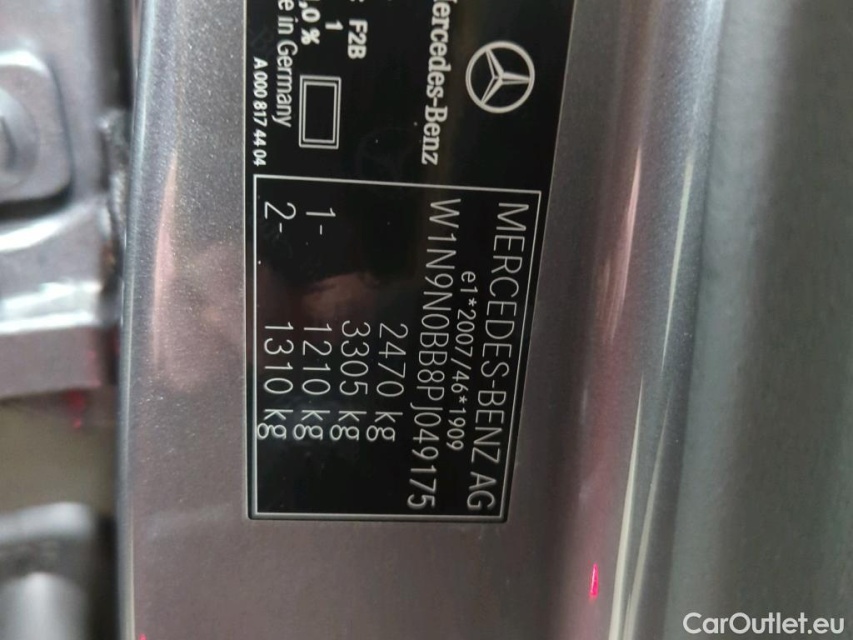 F2B
1
,0 %
e in Germany
A 000 817 44 04
Mercedes-Benz
MERCEDES-BENZ AG
e1*2007/46*1909
W1N9N0BB8PJ049175
2470 kg
3305 kg
1- 1210 kg
2- 1310 kg
CarOutlet.eu